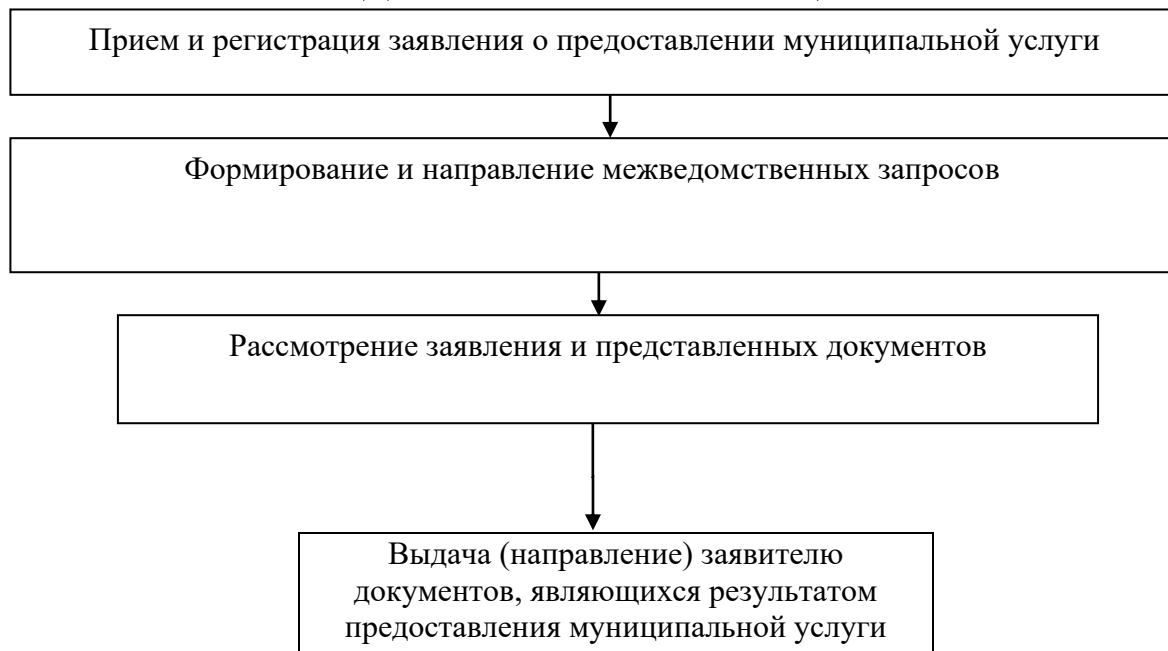 Прием и регистрация заявления о предоставлении муниципальной услуги
Формирование и направление межведомственных запросов
Рассмотрение заявления и представленных документов
Выдача (направление) заявителю
документов, являющихся результатом
предоставления муниципальной услуги